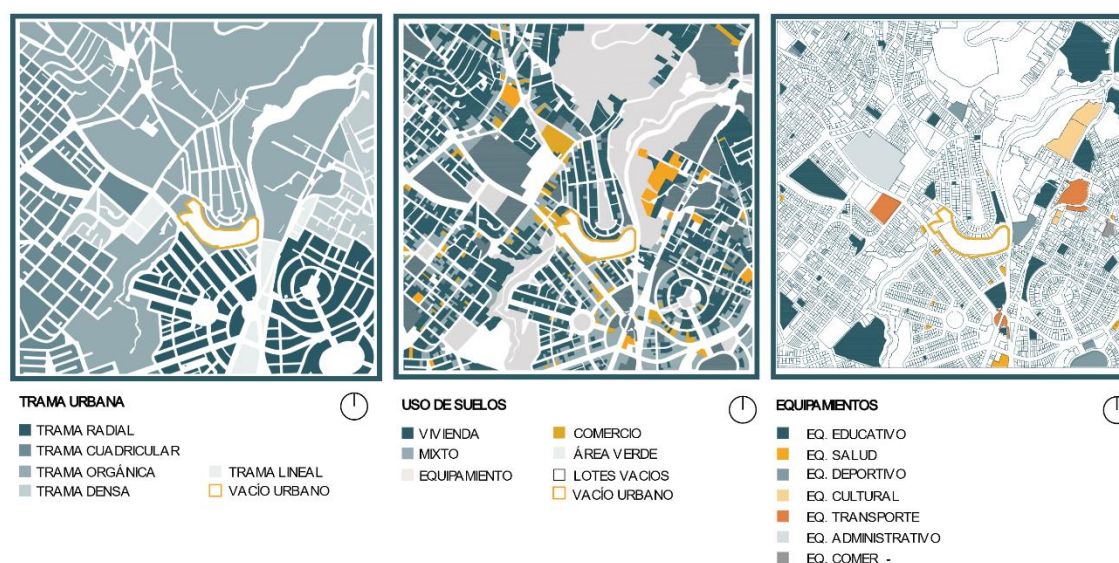 TRAMA URBANA
TRAMA RADIAL
TRAMA CUADRICULAR
TRAMA ORGÁNICA
TRAMA DENSA
TRAMA LINEAL
VACÍO URBANO
USO DE SUELOS
VIVIENDA
MIXTO
EQUIPAMIENTO
COMERCIO
ÁREA VERDE
LOTES VACIOS
VACÍO URBANO
EQUIPAMIENTOS
EQ. EDUCATIVO
EQ. SALUD
EQ. DEPORTIVO
EQ. CULTURAL
EQ. TRANSPORTE
EQ. ADMINISTRATIVO
EQ. COMER -